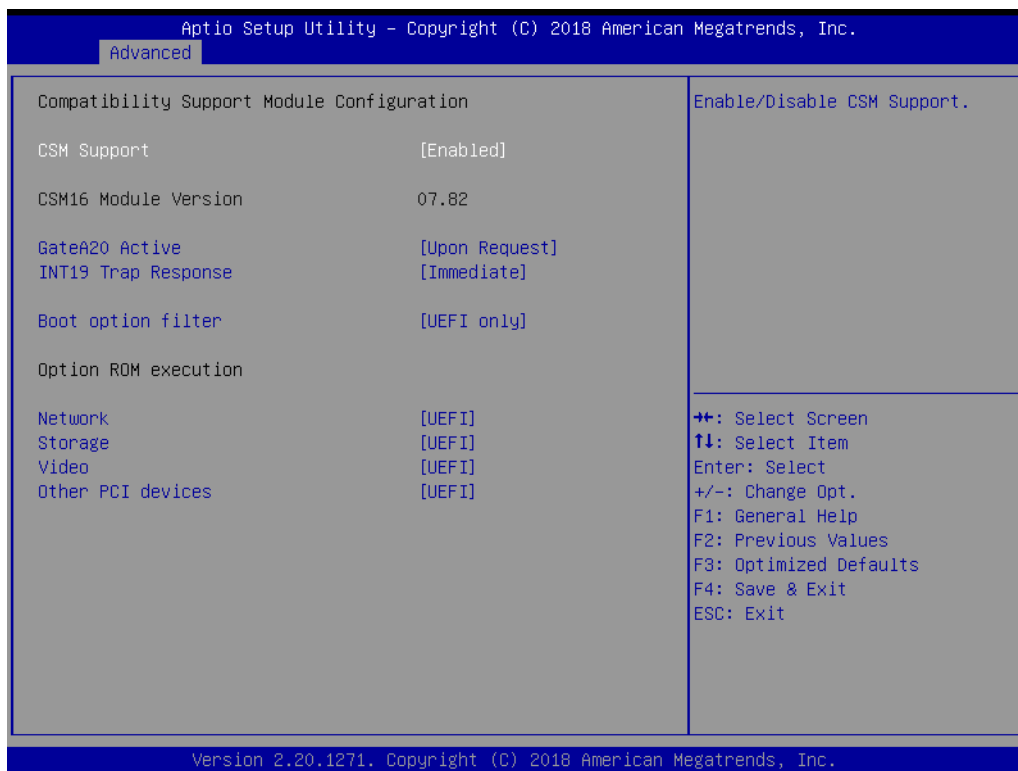 Aptio Setup Utility – Copyright (C) 2018 American Megatrends, Inc.
Advanced
Compatibility Support Module Configuration
CSM Support [Enabled]
CSM16 Module Version 07.82
GateA20 Active [Upon Request]
INT19 Trap Response [Immediate]
Boot option filter [UEFI only]
Option ROM execution
Network [UEFI]
Storage [UEFI]
Video [UEFI]
Other PCI devices [UEFI]
Enable/Disable CSM Support.
→←: Select Screen
↑↓: Select Item
Enter: Select
+/-: Change Opt.
F1: General Help
F2: Previous Values
F3: Optimized Defaults
F4: Save & Exit
ESC: Exit
Version 2.20.1271. Copyright (C) 2018 American Megatrends, Inc.